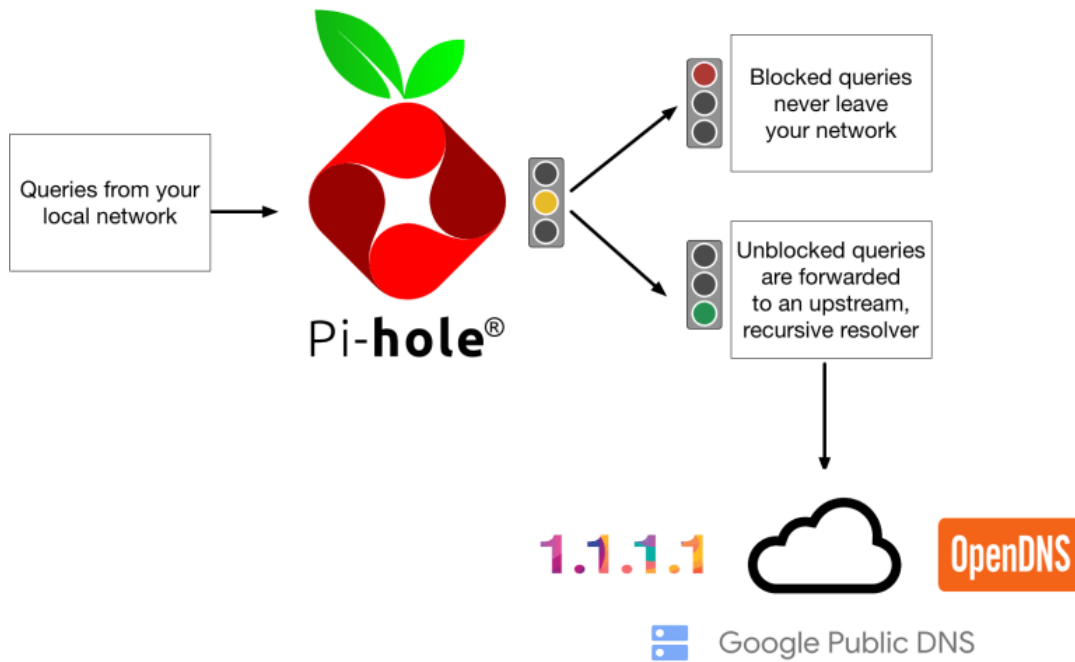 Queries from your
local network
Pi-hole®
Blocked queries
never leave
your network
Unblocked queries
are forwarded
to an upstream,
recursive resolver
1.1.1.1
OpenDNS
Google Public DNS